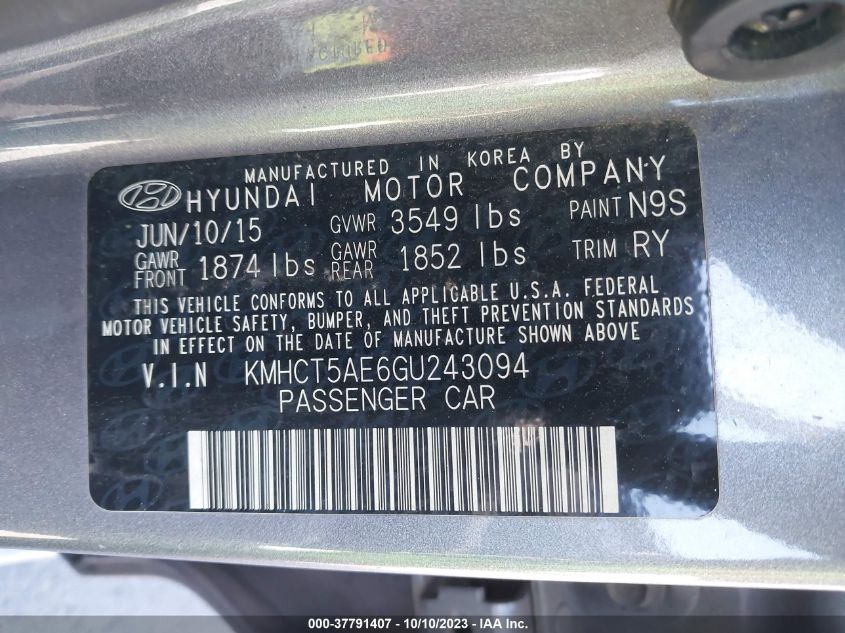 MANUFACTURED IN KOREA BY
HYUNDAI MOTOR COMPANY
JUN/10/15 GVWR 3549 lbs PAINT N9S
GAWR FRONT 1874 lbs GAWR REAR 1852 lbs TRIM RY
THIS VEHICLE CONFORMS TO ALL APPLICABLE U.S.A. FEDERAL
MOTOR VEHICLE SAFETY, BUMPER, AND THEFT PREVENTION STANDARDS
IN EFFECT ON THE DATE OF MANUFACTURE SHOWN ABOVE
V.I.N KMHCT5AE6GU243094
PASSENGER CAR
000-37791407 - 10/10/2023 - IAA Inc.